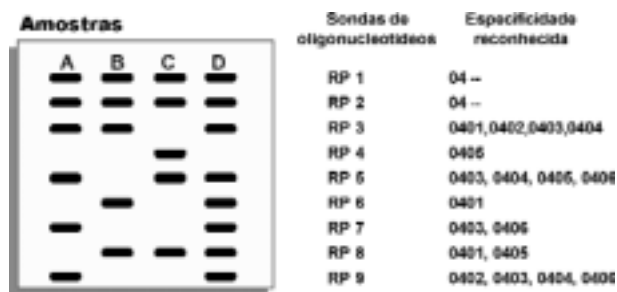 Amostras
Sondas de oligonucleotídeos
Especificidade reconhecida
A B C D
RP 1 04 --
RP 2 04 --
RP 3 0401,0402,0403,0404
RP 4 0405
RP 5 0403, 0404, 0405, 0406
RP 6 0401
RP 7 0403, 0406
RP 8 0401, 0405
RP 9 0402, 0403, 0404, 0406